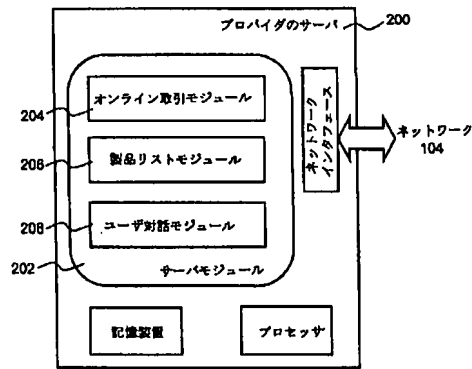 プロバイダのサーバ 200
204 オンライン取引モジュール
206 製品リストモジュール
208 ユーザ対話モジュール
202 サーバモジュール
ネットワーク
インタフェース
ネットワーク
104
記憶装置
プロセッサ